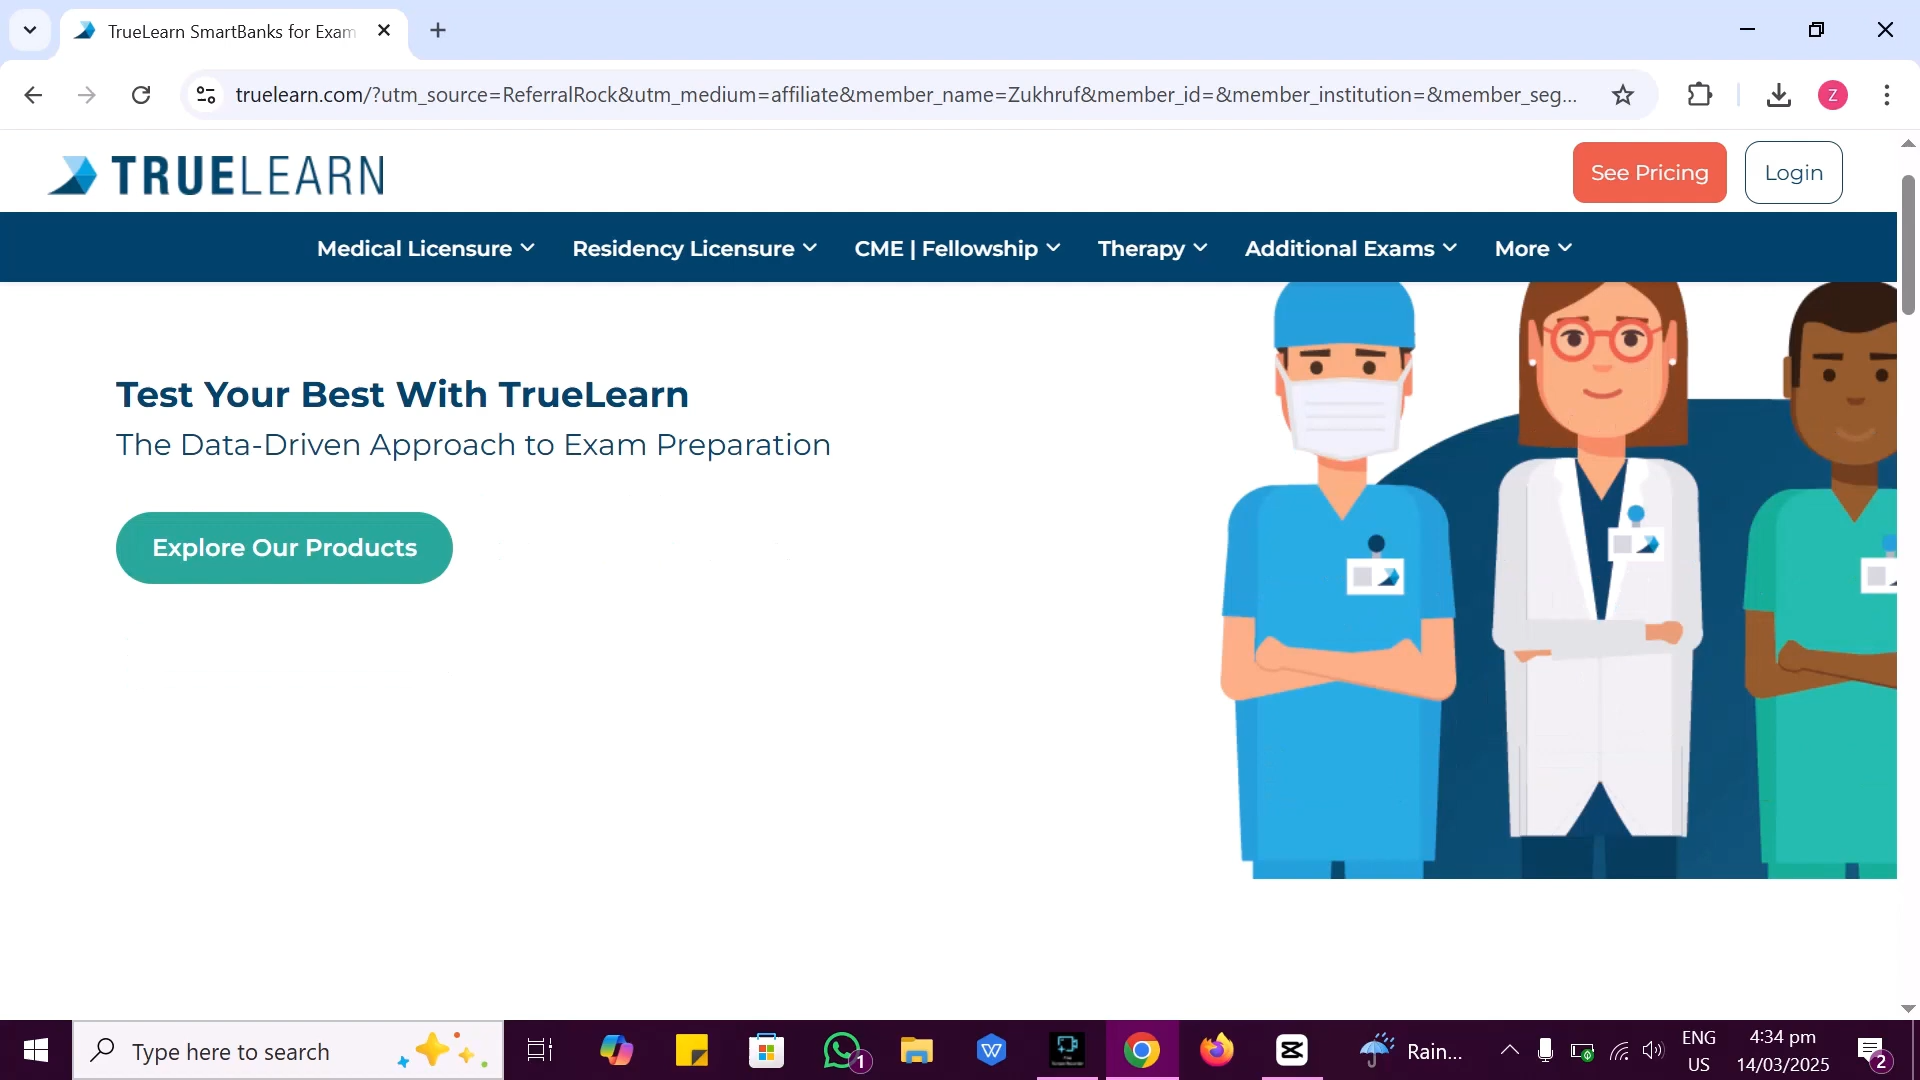 TrueLearn SmartBanks for Exam
truelearn.com/?utm_source=ReferralRock&utm_medium=affiliate&member_name=Zukhruf&member_id=&member_institution=&member_seg...
Z
TRUELEARN
See Pricing
Login
Medical Licensure
Residency Licensure
CME | Fellowship
Therapy
Additional Exams
More
Test Your Best With TrueLearn
The Data-Driven Approach to Exam Preparation
Explore Our Products
Type here to search
1
W
Rain...
ENG
US
4:34 pm
14/03/2025
2